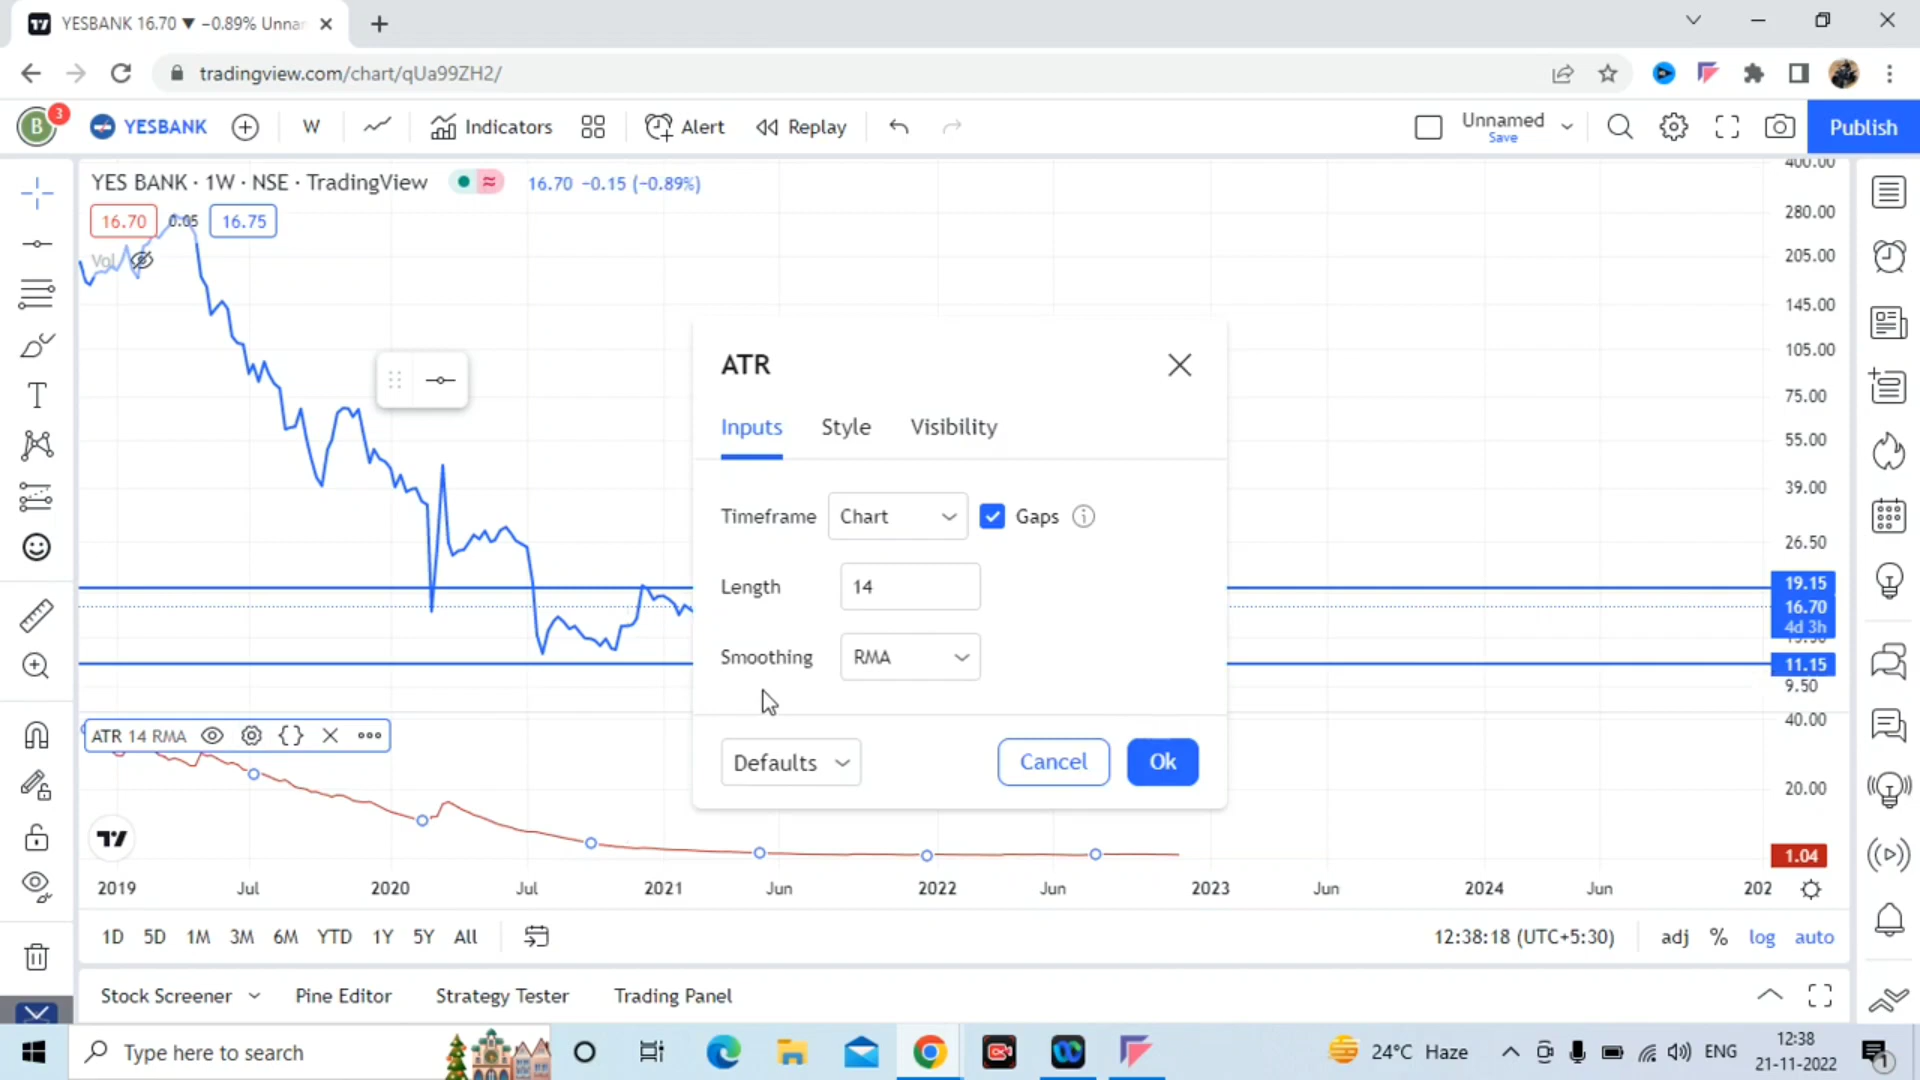 YESBANK 16.70 ▼ −0.89% Unnar
tradingview.com/chart/qUa99ZH2/
B 3 YESBANK W Indicators Alert Replay Unnamed Save Publish
YES BANK · 1W · NSE · TradingView 16.70 −0.15 (−0.89%)
16.70 0.05 16.75
Vol
400.00
280.00
205.00
145.00
105.00
75.00
55.00
39.00
26.50
19.15
16.70
4d 3h
11.15
9.50
ATR
Inputs Style Visibility
Timeframe Chart Gaps
Length 14
Smoothing RMA
Defaults Cancel Ok
ATR 14 RMA
40.00
20.00
1.04
2019 Jul 2020 Jul 2021 Jun 2022 Jun 2023 Jun 2024 Jun 202
1D 5D 1M 3M 6M YTD 1Y 5Y All 12:38:18 (UTC+5:30) adj % log auto
Stock Screener Pine Editor Strategy Tester Trading Panel
Type here to search 24°C Haze ENG 12:38
21-11-2022
1